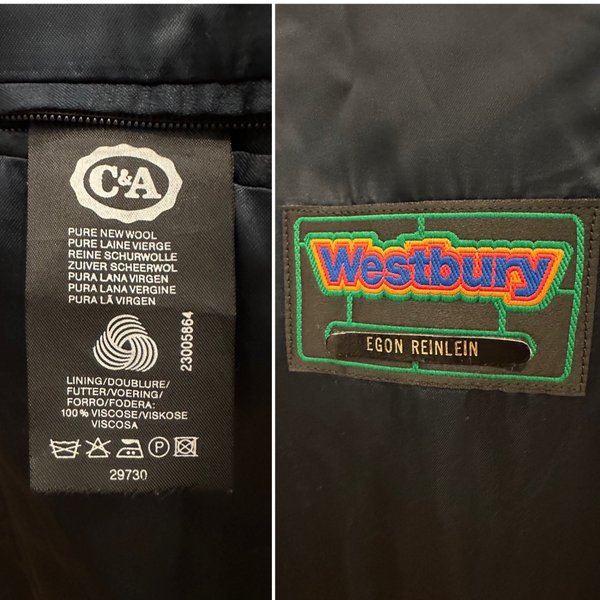 C&A
PURE NEW WOOL
PURE LAINE VIERGE
REINE SCHURWOLLE
ZUIVER SCHEERWOL
PURA LANA VIRGEN
PURA LANA VERGINE
PURA LÃ VIRGEN
23005864
LINING/DOUBLURE/
FUTTER/VOERING/
FORRO/FODERA:
100% VISCOSE/VISKOSE
VISCOSA
P
29730
Westbury
EGON REINLEIN